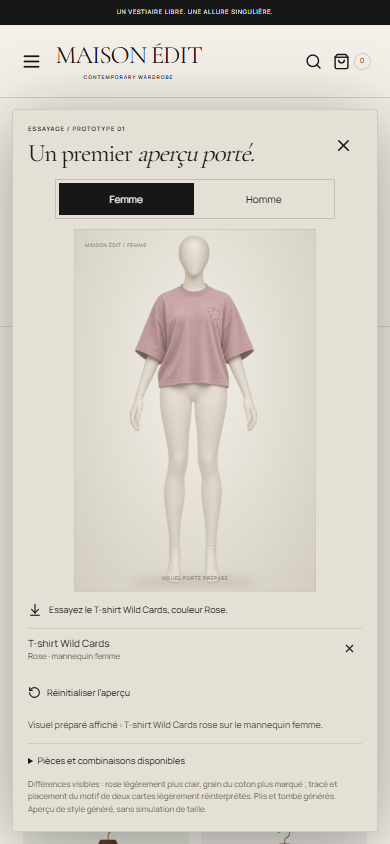 UN VESTIAIRE LIBRE. UNE ALLURE SINGULIÈRE.
MAISON ÉDIT
CONTEMPORARY WARDROBE
0
ESSAYAGE / PROTOTYPE 01
Un premier aperçu porté.
Femme
Homme
MAISON ÉDIT / FEMME
VISUEL PORTÉ PRÉPARÉ
Essayez le T-shirt Wild Cards, couleur Rose.
T-shirt Wild Cards
Rose · mannequin femme
Réinitialiser l'aperçu
Visuel préparé affiché : T-shirt Wild Cards rose sur le mannequin femme.
Pièces et combinaisons disponibles
Différences visibles : rose légèrement plus clair, grain du coton plus marqué ; tracé et
placement du motif de deux cartes légèrement réinterprétés. Plis et tombé générés.
Aperçu de style généré, sans simulation de taille.